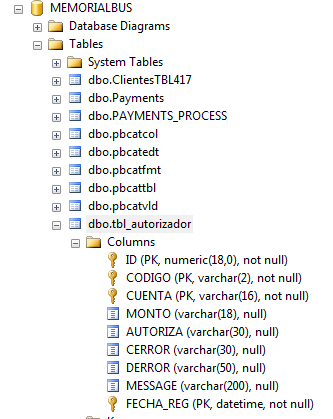 MEMORIALBUS
Database Diagrams
Tables
System Tables
dbo.ClientesTBL417
dbo.Payments
dbo.PAYMENTS_PROCESS
dbo.pbcatcol
dbo.pbcatedt
dbo.pbcatfmt
dbo.pbcattbl
dbo.pbcatvld
dbo.tbl_autorizador
Columns
ID (PK, numeric(18,0), not null)
CODIGO (PK, varchar(2), not null)
CUENTA (PK, varchar(16), not null)
MONTO (varchar(18), null)
AUTORIZA (varchar(30), null)
CERROR (varchar(30), null)
DERROR (varchar(50), null)
MESSAGE (varchar(200), null)
FECHA_REG (PK, datetime, not null)